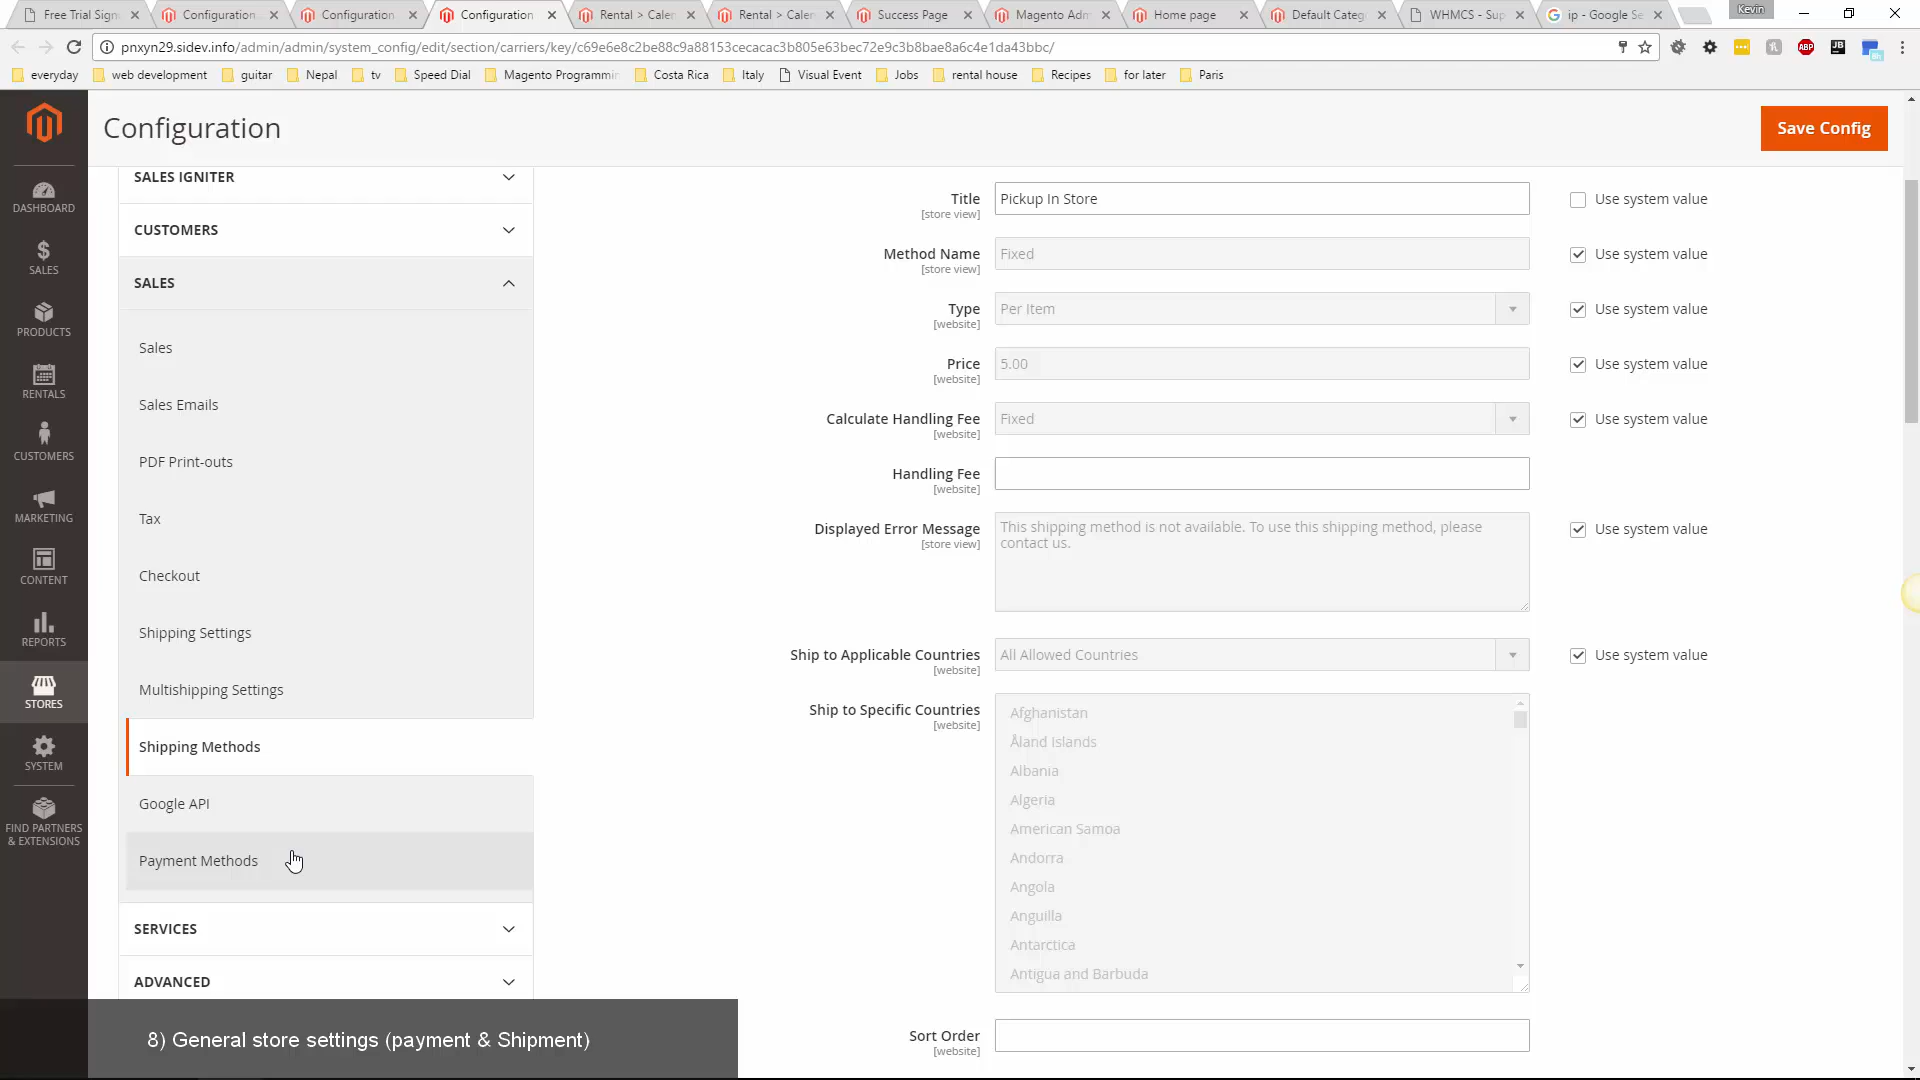 Free Trial Sign
Configuration
Configuration
Configuration
Rental > Caler
Rental > Caler
Success Page
Magento Adm
Home page
Default Categ
WHMCS - Sup
ip - Google Se
Kevin
pnxyn29.sidev.info/admin/admin/system_config/edit/section/carriers/key/c69e6e8c2be88c9a88153cecacac3b805e63bec72e9c3b8bae8a6c4e1da43bbc/
everyday
web development
guitar
Nepal
tv
Speed Dial
Magento Programmin
Costa Rica
Italy
Visual Event
Jobs
rental house
Recipes
for later
Paris
Configuration
Save Config
DASHBOARD
SALES
PRODUCTS
RENTALS
CUSTOMERS
MARKETING
CONTENT
REPORTS
STORES
SYSTEM
FIND PARTNERS
& EXTENSIONS
SALES IGNITER
CUSTOMERS
SALES
Sales
Sales Emails
PDF Print-outs
Tax
Checkout
Shipping Settings
Multishipping Settings
Shipping Methods
Google API
Payment Methods
SERVICES
ADVANCED
Title
[store view]
Pickup In Store
Use system value
Method Name
[store view]
Fixed
Use system value
Type
[website]
Per Item
Use system value
Price
[website]
5.00
Use system value
Calculate Handling Fee
[website]
Fixed
Use system value
Handling Fee
[website]
Displayed Error Message
[store view]
This shipping method is not available. To use this shipping method, please
contact us.
Use system value
Ship to Applicable Countries
[website]
All Allowed Countries
Use system value
Ship to Specific Countries
[website]
Afghanistan
Åland Islands
Albania
Algeria
American Samoa
Andorra
Angola
Anguilla
Antarctica
Antigua and Barbuda
Sort Order
[website]
8) General store settings (payment & Shipment)
ABP
JB